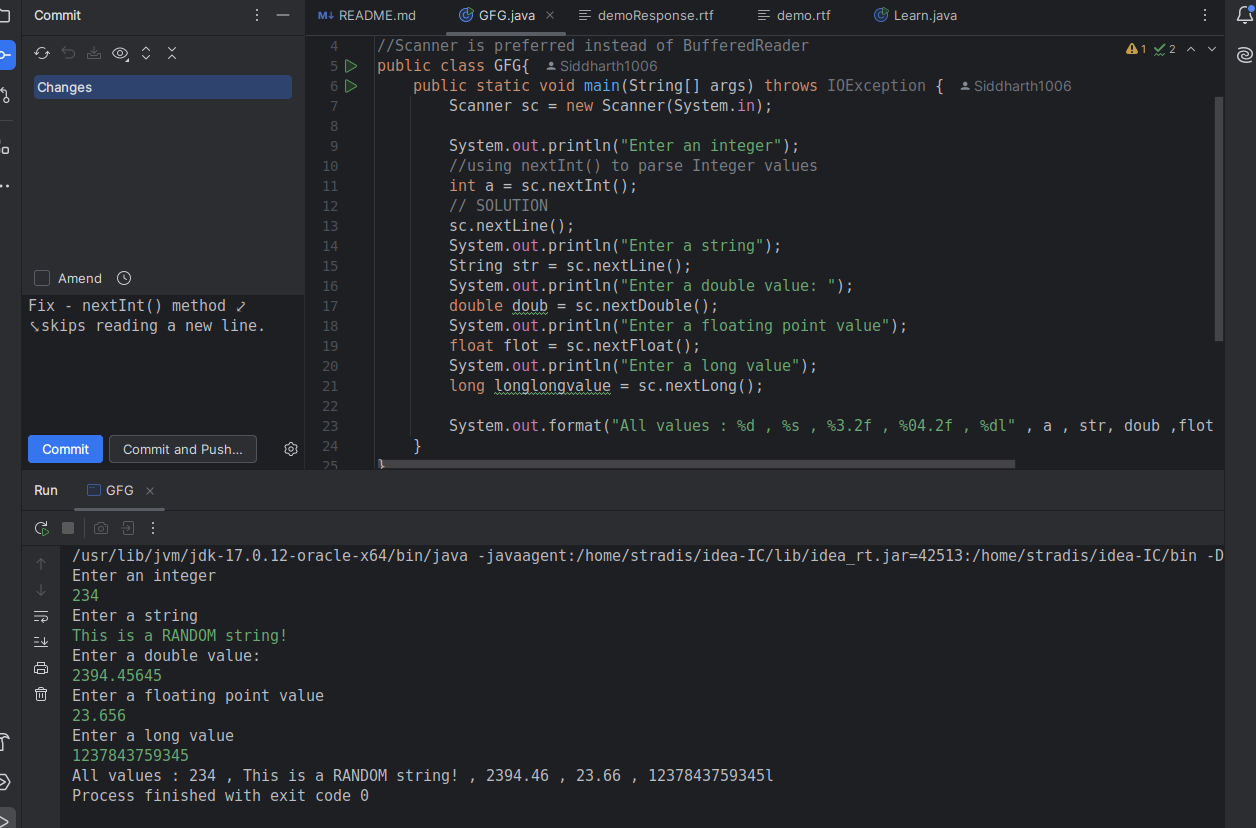 Commit
README.md
GFG.java
demoResponse.rtf
demo.rtf
Learn.java
Changes
Amend
Fix - nextInt() method
skips reading a new line.
Commit
Commit and Push...
1 2
4 //Scanner is preferred instead of BufferedReader
5 public class GFG{ Siddharth1006
6 public static void main(String[] args) throws IOException { Siddharth1006
7 Scanner sc = new Scanner(System.in);
8
9 System.out.println("Enter an integer");
10 //using nextInt() to parse Integer values
11 int a = sc.nextInt();
12 // SOLUTION
13 sc.nextLine();
14 System.out.println("Enter a string");
15 String str = sc.nextLine();
16 System.out.println("Enter a double value: ");
17 double doub = sc.nextDouble();
18 System.out.println("Enter a floating point value");
19 float flot = sc.nextFloat();
20 System.out.println("Enter a long value");
21 long longlongvalue = sc.nextLong();
22
23 System.out.format("All values : %d , %s , %3.2f , %04.2f , %dl" , a , str, doub ,flot
24 }
25 }
Run GFG
/usr/lib/jvm/jdk-17.0.12-oracle-x64/bin/java -javaagent:/home/stradis/idea-IC/lib/idea_rt.jar=42513:/home/stradis/idea-IC/bin -D
Enter an integer
234
Enter a string
This is a RANDOM string!
Enter a double value:
2394.45645
Enter a floating point value
23.656
Enter a long value
1237843759345
All values : 234 , This is a RANDOM string! , 2394.46 , 23.66 , 1237843759345l
Process finished with exit code 0